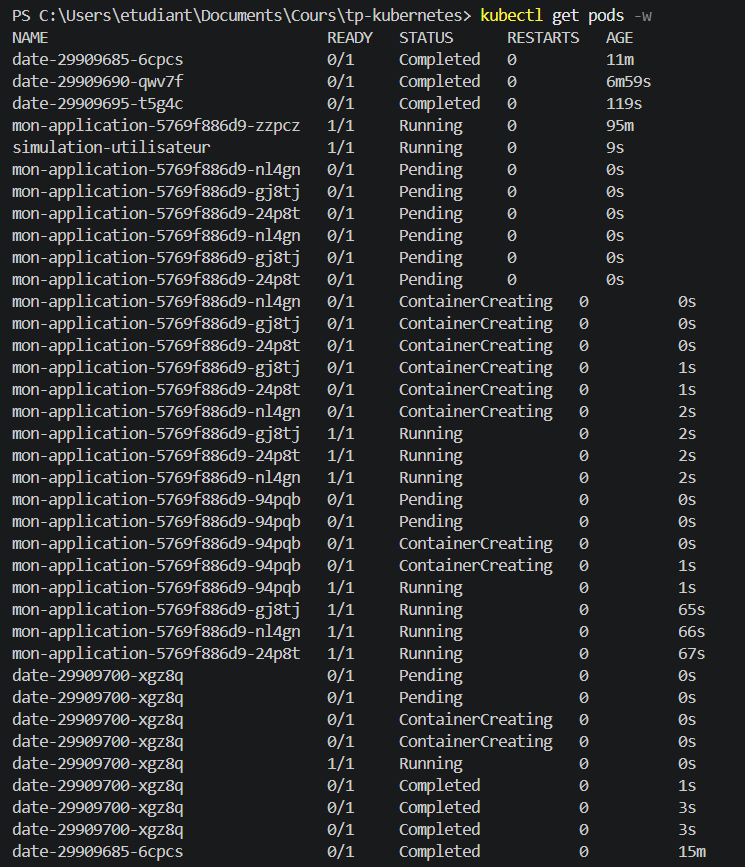 PS C:\Users\etudiant\Documents\Cours\tp-kubernetes> kubectl get pods -w
NAME READY STATUS RESTARTS AGE
date-29909685-6cpcs 0/1 Completed 0 11m
date-29909690-qwv7f 0/1 Completed 0 6m59s
date-29909695-t5g4c 0/1 Completed 0 119s
mon-application-5769f886d9-zzpcz 1/1 Running 0 95m
simulation-utilisateur 1/1 Running 0 9s
mon-application-5769f886d9-nl4gn 0/1 Pending 0 0s
mon-application-5769f886d9-gj8tj 0/1 Pending 0 0s
mon-application-5769f886d9-24p8t 0/1 Pending 0 0s
mon-application-5769f886d9-nl4gn 0/1 Pending 0 0s
mon-application-5769f886d9-gj8tj 0/1 Pending 0 0s
mon-application-5769f886d9-24p8t 0/1 Pending 0 0s
mon-application-5769f886d9-nl4gn 0/1 ContainerCreating 0 0s
mon-application-5769f886d9-gj8tj 0/1 ContainerCreating 0 0s
mon-application-5769f886d9-24p8t 0/1 ContainerCreating 0 0s
mon-application-5769f886d9-gj8tj 0/1 ContainerCreating 0 1s
mon-application-5769f886d9-24p8t 0/1 ContainerCreating 0 1s
mon-application-5769f886d9-nl4gn 0/1 ContainerCreating 0 2s
mon-application-5769f886d9-gj8tj 1/1 Running 0 2s
mon-application-5769f886d9-24p8t 1/1 Running 0 2s
mon-application-5769f886d9-nl4gn 1/1 Running 0 2s
mon-application-5769f886d9-94pqb 0/1 Pending 0 0s
mon-application-5769f886d9-94pqb 0/1 Pending 0 0s
mon-application-5769f886d9-94pqb 0/1 ContainerCreating 0 0s
mon-application-5769f886d9-94pqb 0/1 ContainerCreating 0 1s
mon-application-5769f886d9-94pqb 1/1 Running 0 1s
mon-application-5769f886d9-gj8tj 1/1 Running 0 65s
mon-application-5769f886d9-nl4gn 1/1 Running 0 66s
mon-application-5769f886d9-24p8t 1/1 Running 0 67s
date-29909700-xgz8q 0/1 Pending 0 0s
date-29909700-xgz8q 0/1 Pending 0 0s
date-29909700-xgz8q 0/1 ContainerCreating 0 0s
date-29909700-xgz8q 0/1 ContainerCreating 0 0s
date-29909700-xgz8q 1/1 Running 0 0s
date-29909700-xgz8q 0/1 Completed 0 1s
date-29909700-xgz8q 0/1 Completed 0 3s
date-29909700-xgz8q 0/1 Completed 0 3s
date-29909685-6cpcs 0/1 Completed 0 15m